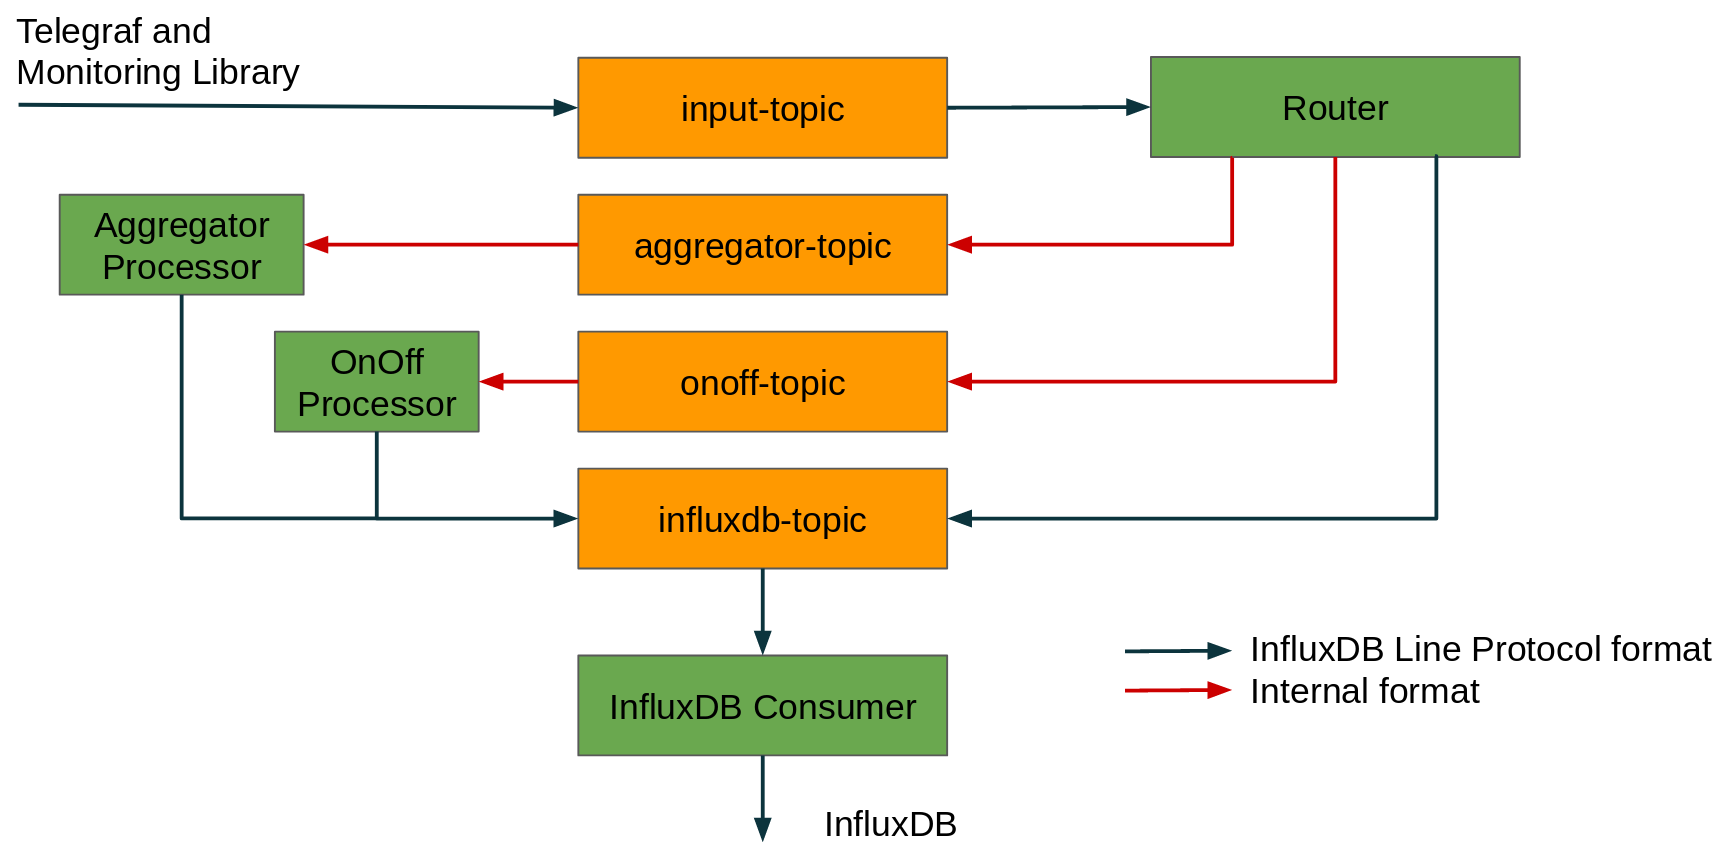 Telegraf and
Monitoring Library
input-topic
Router
Aggregator
Processor
aggregator-topic
OnOff
Processor
onoff-topic
influxdb-topic
InfluxDB Line Protocol format
Internal format
InfluxDB Consumer
InfluxDB